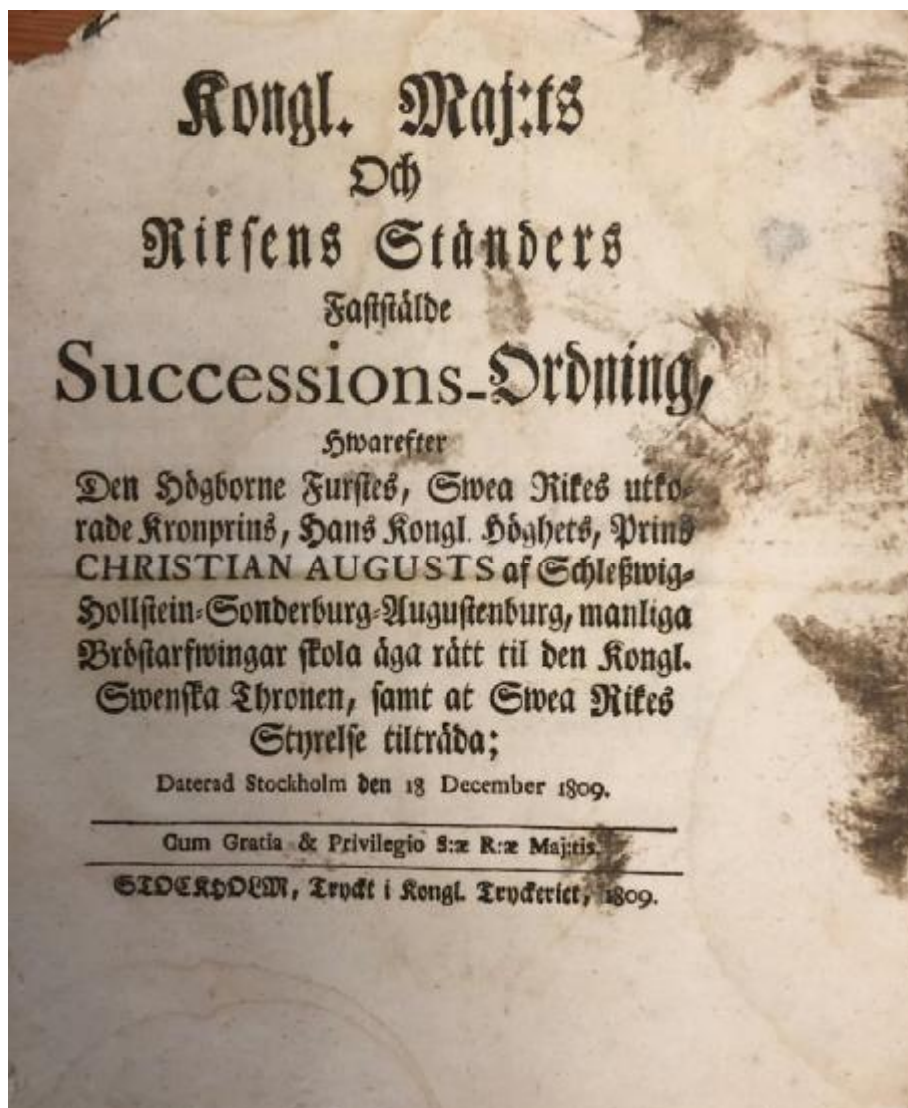 Kongl. Maj:ts
Och
Riksens Ständers
Fastställde
Successions-Ordning,
Hwarefter
Den Högborne Furstes, Swea Rikes utko-
rade Kronprins, Hans Kongl. Höghets, Prins
CHRISTIAN AUGUSTS af Schleßwig-
Hollstein-Sonderburg-Augustenburg, manliga
Bröstarfwingar skola äga rätt til den Kongl.
Swenska Thronen, samt at Swea Rikes
Styrelse tilträda;
Daterad Stockholm den 18 December 1809.
Cum Gratia & Privilegio S:æ R:æ Maj:tis.
STOCKHOLM, Tryckt i Kongl. Tryckeriet, 1809.